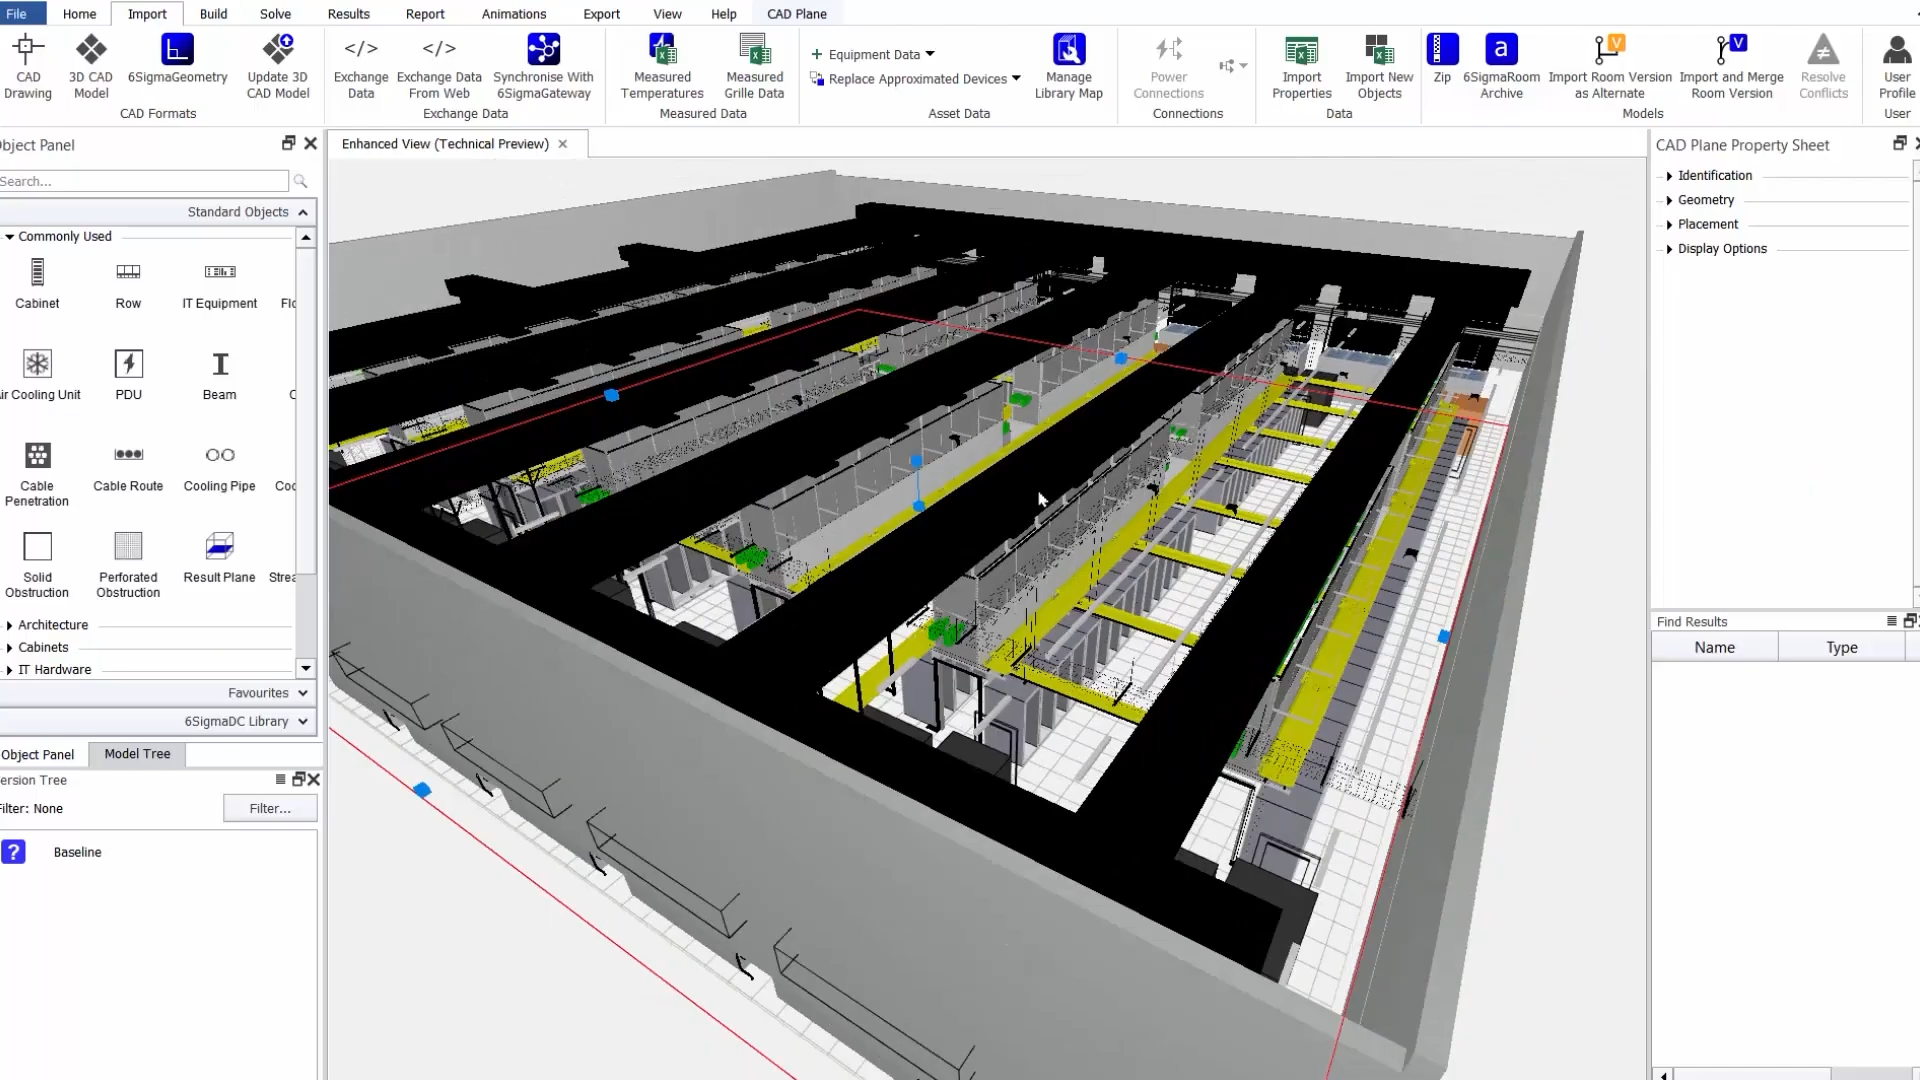 File Home Import Build Solve Results Report Animations Export View Help CAD Plane
CAD Drawing
3D CAD Model
6SigmaGeometry
Update 3D CAD Model
CAD Formats
Exchange Data
Exchange Data From Web
Synchronise With 6SigmaGateway
Exchange Data
Measured Temperatures
Measured Grille Data
Measured Data
Equipment Data
Replace Approximated Devices
Manage Library Map
Asset Data
Power Connections
Connections
Import Properties
Import New Objects
Data
Zip
6SigmaRoom Archive
Import Room Version as Alternate
Import and Merge Room Version
Resolve Conflicts
Models
User Profile
User
bject Panel
Search...
Standard Objects
Commonly Used
Cabinet Row IT Equipment Flo
ir Cooling Unit PDU Beam C
Cable Penetration
Cable Route Cooling Pipe Coo
Solid Obstruction
Perforated Obstruction
Result Plane Strea
Architecture
Cabinets
IT Hardware
Favourites
6SigmaDC Library
Object Panel Model Tree
ersion Tree
Filter: None Filter...
? Baseline
Enhanced View (Technical Preview)
CAD Plane Property Sheet
Identification
Geometry
Placement
Display Options
Find Results
Name Type